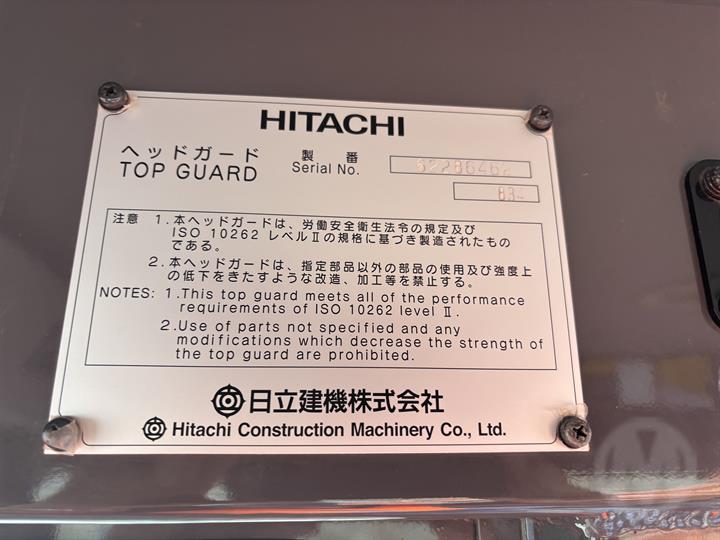 HITACHI
ヘッドガード 製番
TOP GUARD Serial No.
834
注意 1.本ヘッドガードは、労働安全衛生法令の規定及び
ISO 10262 レベルⅡの規格に基づき製造されたもの
である。
2.本ヘッドガードは、指定部品以外の部品の使用及び強度上
の低下をきたすような改造、加工等を禁止する。
NOTES: 1.This top guard meets all of the performance
requirements of ISO 10262 level Ⅱ.
2.Use of parts not specified and any
modifications which decrease the strength of
the top guard are prohibited.
日立建機株式会社
Hitachi Construction Machinery Co., Ltd.